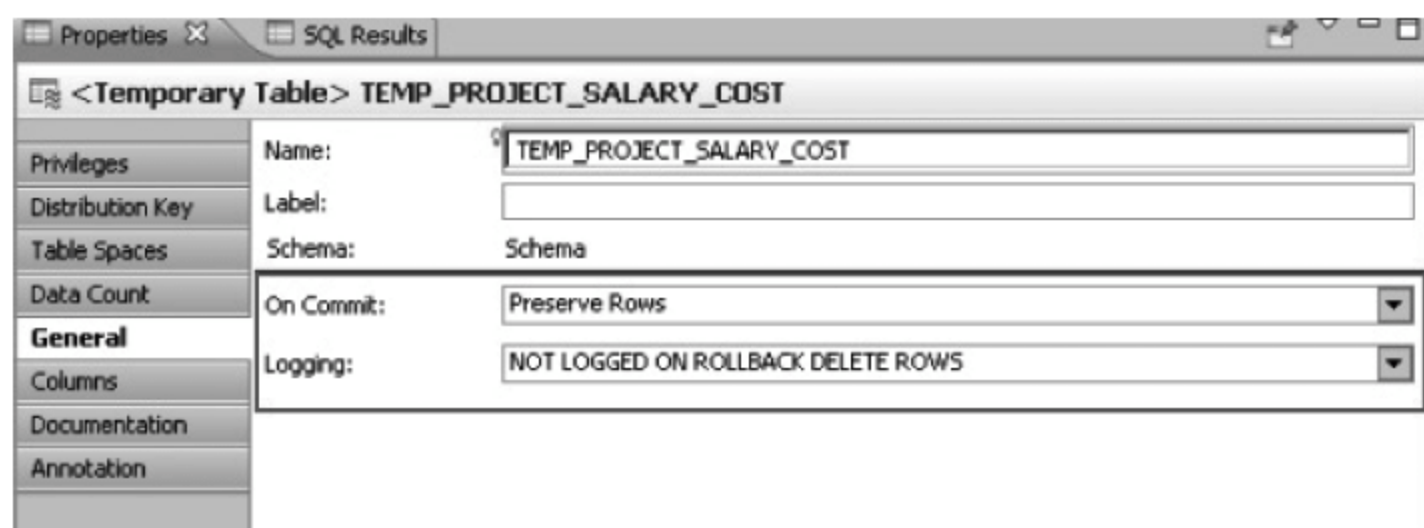 Properties SQL Results
<Temporary Table> TEMP_PROJECT_SALARY_COST
Privileges
Distribution Key
Table Spaces
Data Count
General
Columns
Documentation
Annotation
Name: TEMP_PROJECT_SALARY_COST
Label:
Schema: Schema
On Commit: Preserve Rows
Logging: NOT LOGGED ON ROLLBACK DELETE ROWS